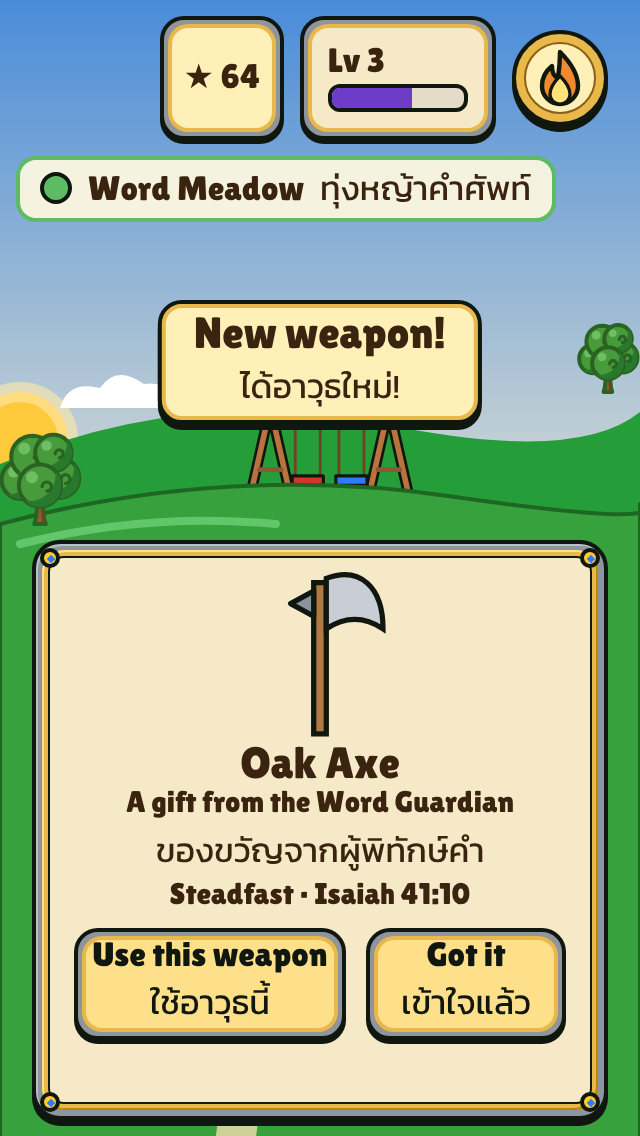 ★ 64
Lv 3
Word Meadow ทุ่งหญ้าคำศัพท์
New weapon!
ได้อาวุธใหม่!
Oak Axe
A gift from the Word Guardian
ของขวัญจากผู้พิทักษ์คำ
Steadfast · Isaiah 41:10
Use this weapon
ใช้อาวุธนี้
Got it
เข้าใจแล้ว